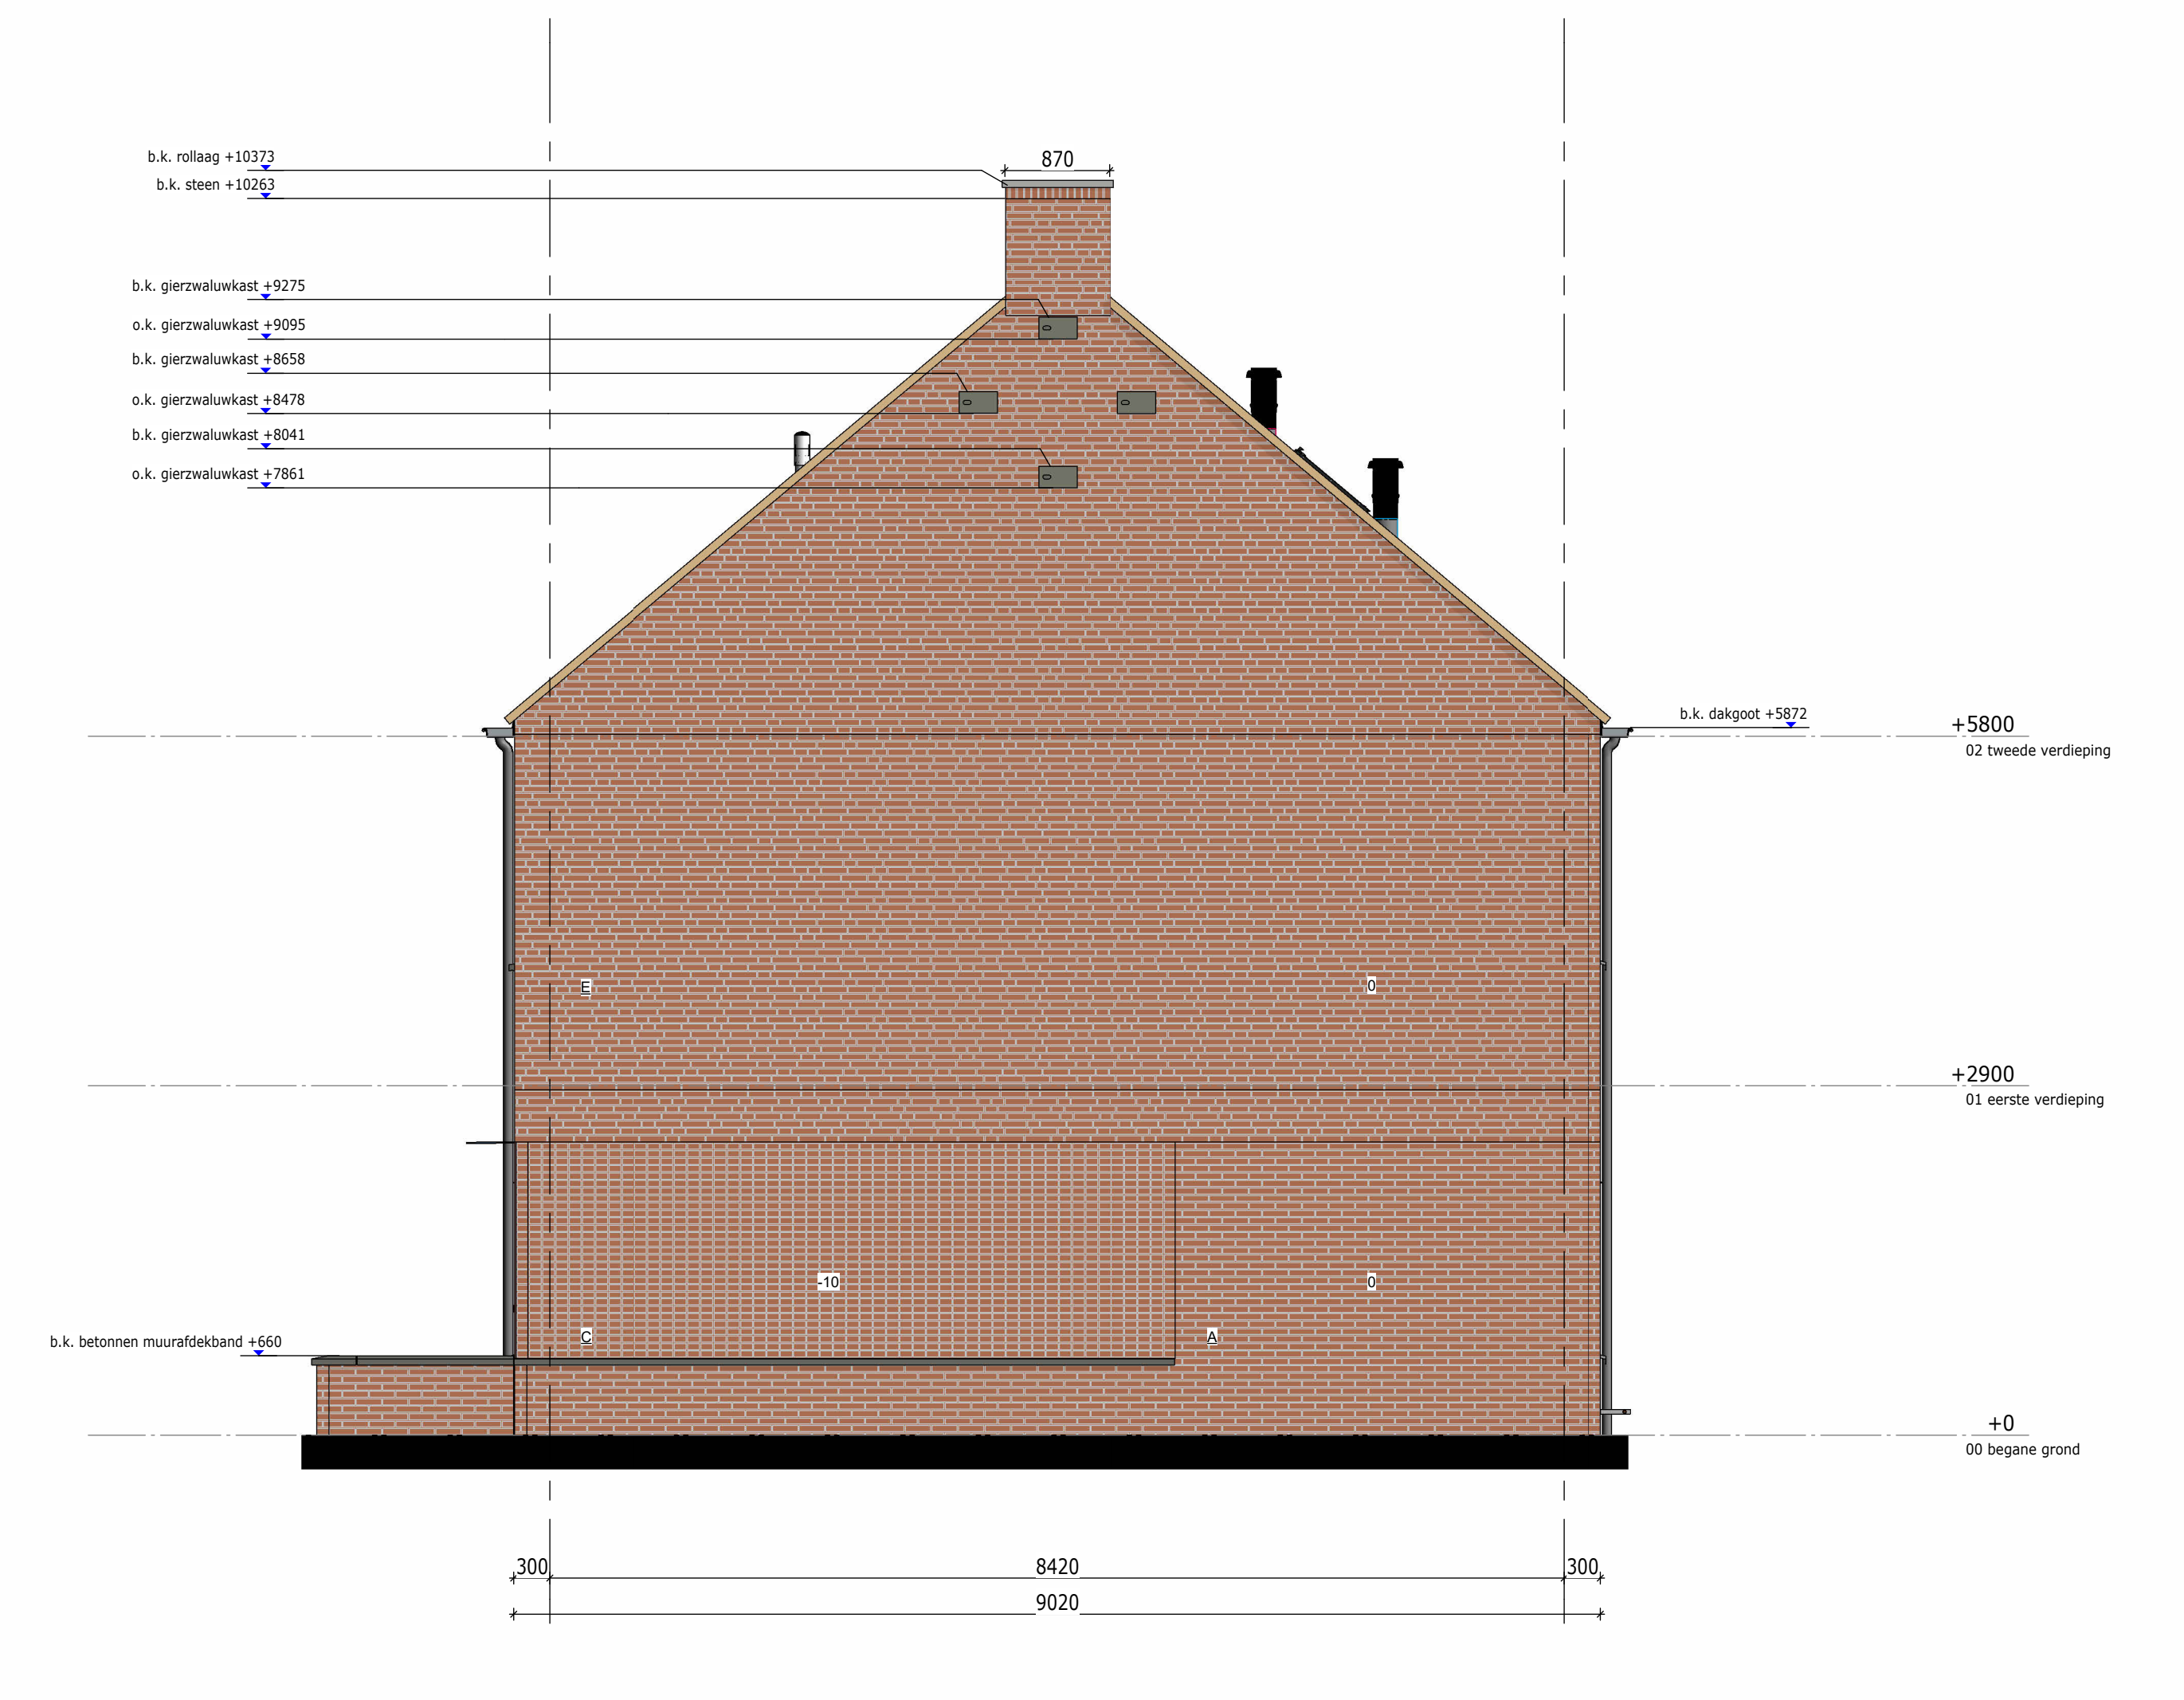 b.k. rollaag +10373
870
b.k. steen +10263
b.k. gierzwaluwkast +9275
o.k. gierzwaluwkast +9095
b.k. gierzwaluwkast +8658
o.k. gierzwaluwkast +8478
b.k. gierzwaluwkast +8041
o.k. gierzwaluwkast +7861
b.k. dakgoot +5872
+5800
02 tweede verdieping
E
0
+2900
01 eerste verdieping
-10
0
C
A
b.k. betonnen muurafdekband +660
+0
00 begane grond
300
8420
300
9020